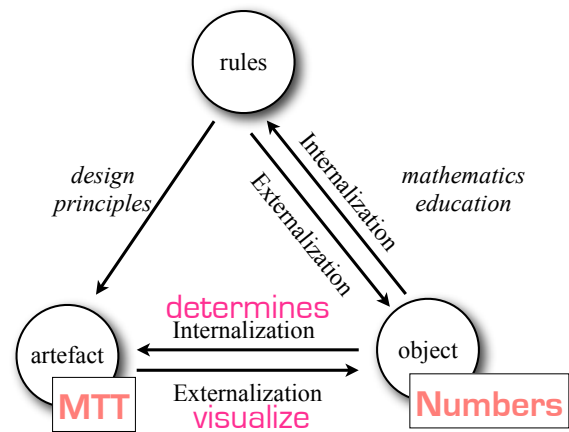 rules
design
principles
Internalization
Externalization
mathematics
education
determines
Internalization
artefact
object
MTT
Numbers
Externalization
visualize